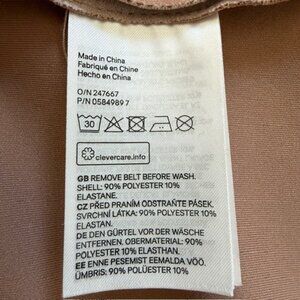 Made in China
Fabriqué en Chine
Hecho en China
O/N 247667
P/N 0584989 7
30
clevercare.info
GB REMOVE BELT BEFORE WASH.
SHELL: 90% POLYESTER 10%
ELASTANE.
CZ PŘED PRANÍM ODSTRAŇTE PÁSEK.
SVRCHNÍ LÁTKA: 90% POLYESTER 10%
ELASTAN.
DE DEN GÜRTEL VOR DER WÄSCHE
ENTFERNEN. OBERMATERIAL: 90%
POLYESTER 10% ELASTHAN.
EE ENNE PESEMIST EEMALDA VÖÖ.
ÜMBRIS: 90% POLÜESTER 10%